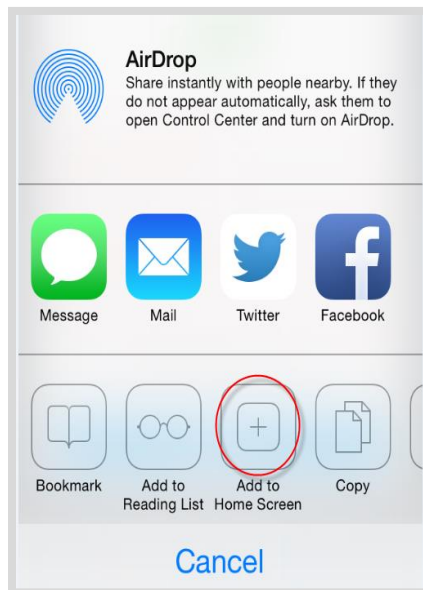 AirDrop
Share instantly with people nearby. If they
do not appear automatically, ask them to
open Control Center and turn on AirDrop.
Message Mail Twitter Facebook
Bookmark Add to Add to Copy
Reading List Home Screen
Cancel